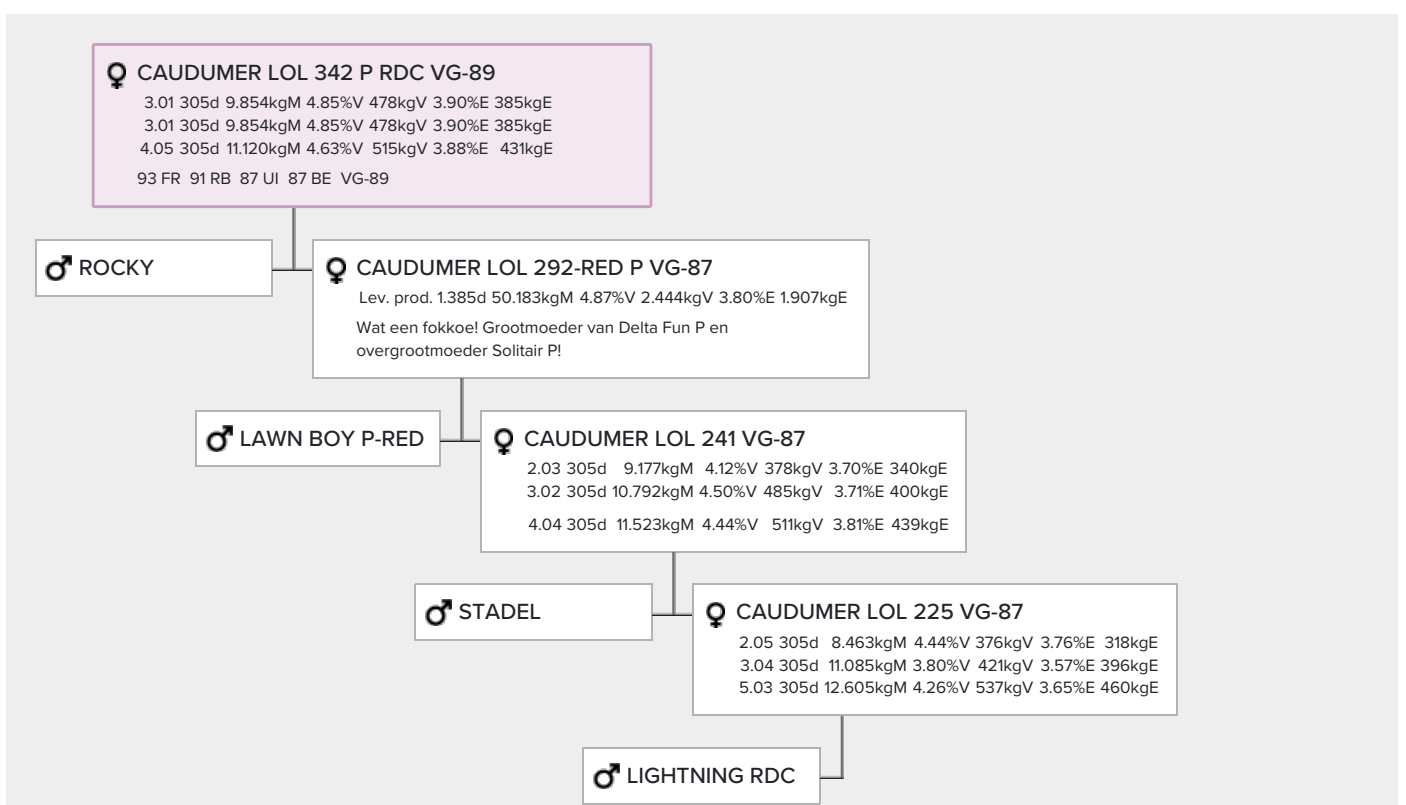 CAUDUMER LOL 342 P RDC VG-89
3.01 305d 9.854kgM 4.85%V 478kgV 3.90%E 385kgE
3.01 305d 9.854kgM 4.85%V 478kgV 3.90%E 385kgE
4.05 305d 11.120kgM 4.63%V 515kgV 3.88%E 431kgE
93 FR 91 RB 87 UI 87 BE VG-89
ROCKY
CAUDUMER LOL 292-RED P VG-87
Lev. prod. 1.385d 50.183kgM 4.87%V 2.444kgV 3.80%E 1.907kgE
Wat een fokkoe! Grootmoeder van Delta Fun P en
overgrootmoeder Solitair P!
LAWN BOY P-RED
CAUDUMER LOL 241 VG-87
2.03 305d 9.177kgM 4.12%V 378kgV 3.70%E 340kgE
3.02 305d 10.792kgM 4.50%V 485kgV 3.71%E 400kgE
4.04 305d 11.523kgM 4.44%V 511kgV 3.81%E 439kgE
STADEL
CAUDUMER LOL 225 VG-87
2.05 305d 8.463kgM 4.44%V 376kgV 3.76%E 318kgE
3.04 305d 11.085kgM 3.80%V 421kgV 3.57%E 396kgE
5.03 305d 12.605kgM 4.26%V 537kgV 3.65%E 460kgE
LIGHTNING RDC